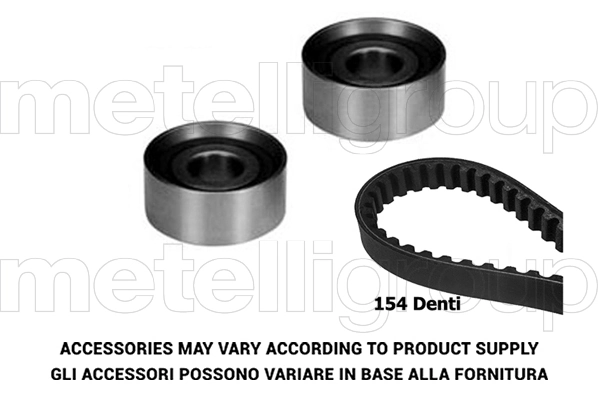 metelligroup
154 Denti
metelligroup
ACCESSORIES MAY VARY ACCORDING TO PRODUCT SUPPLY
GLI ACCESSORI POSSONO VARIARE IN BASE ALLA FORNITURA